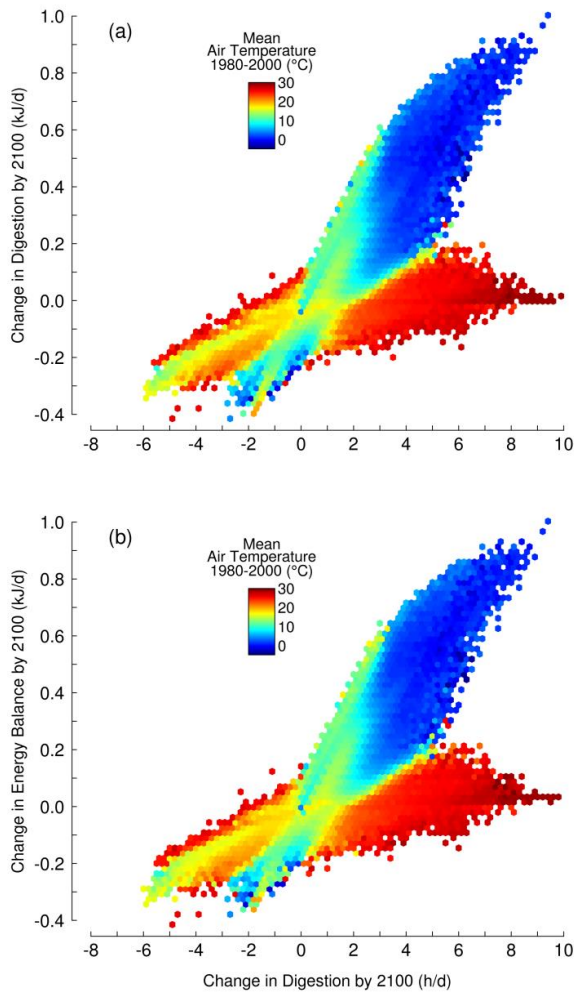 (a)
Mean
Air Temperature
1980-2000 (°C)
30
20
10
0
Change in Digestion by 2100 (kJ/d)
1.0
0.8
0.6
0.4
0.2
0.0
-0.2
-0.4
-8 -6 -4 -2 0 2 4 6 8 10
(b)
Mean
Air Temperature
1980-2000 (°C)
30
20
10
0
Change in Energy Balance by 2100 (kJ/d)
1.0
0.8
0.6
0.4
0.2
0.0
-0.2
-0.4
-8 -6 -4 -2 0 2 4 6 8 10
Change in Digestion by 2100 (h/d)